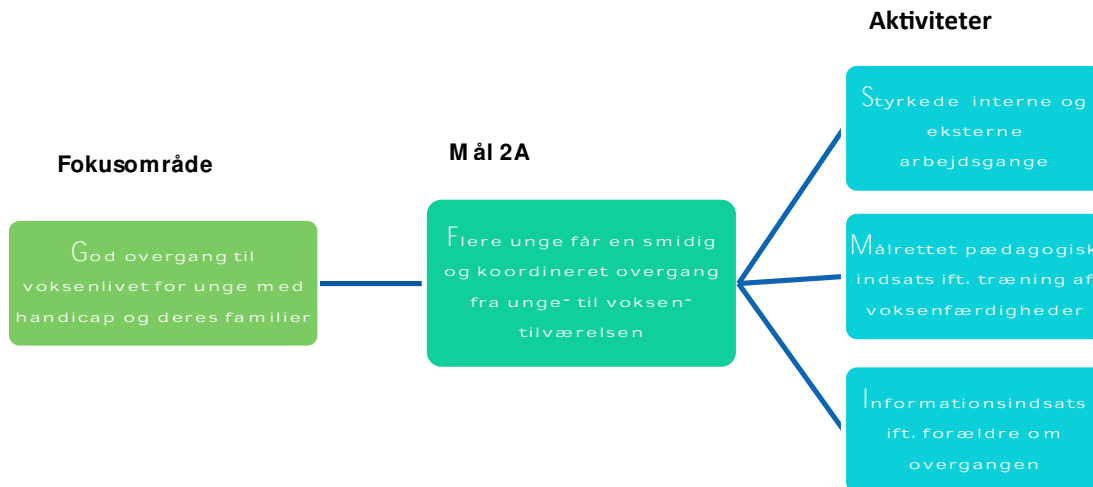 Aktiviteter
Fokusområde
Mål 2A
God overgang til
voksenlivet for unge med
handicap og deres familier
Flere unge får en smidig
og koordineret overgang
fra unge- til voksen-
tilværelsen
Styrkede interne og
eksterne
arbejdsgange
Målrettet pædagogisk
indsats ift. træning af
voksenfærdigheder
Informationsindsats
ift. forældre om
overgangen